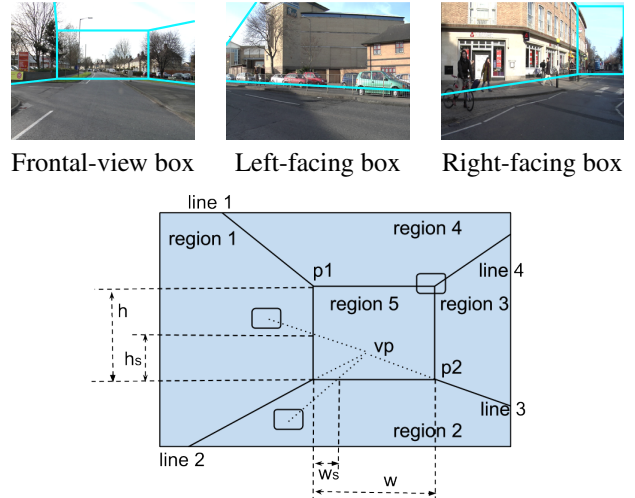 Frontal-view box
Left-facing box
Right-facing box
line 1
region 1
region 4
p1
line 4
region 5
region 3
h
vp
hs
p2
line 3
region 2
line 2
ws
w